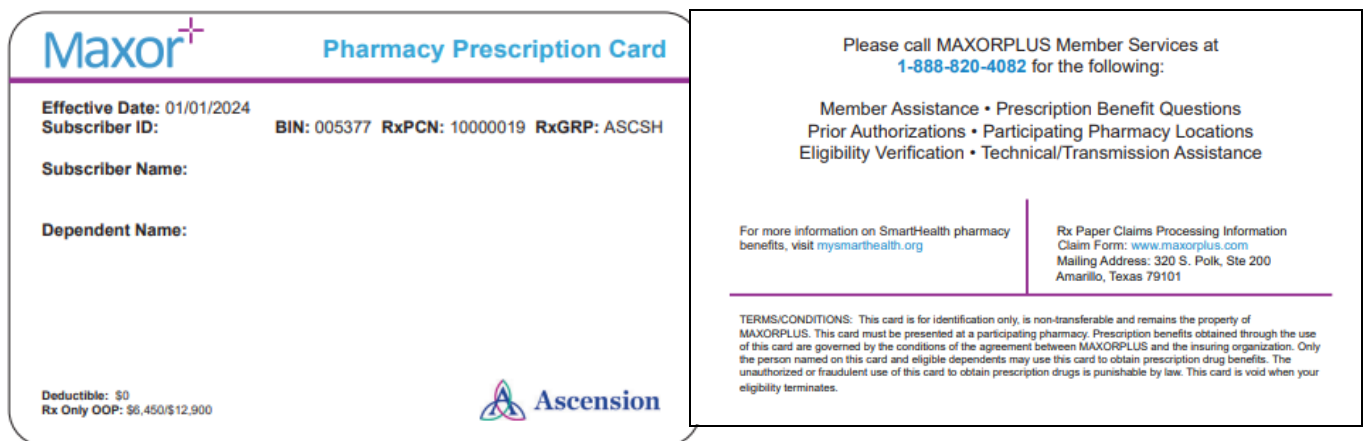 Maxor
Pharmacy Prescription Card
Effective Date: 01/01/2024
Subscriber ID: BIN: 005377 RxPCN: 10000019 RxGRP: ASCSH
Subscriber Name:
Dependent Name:
Deductible: $0
Rx Only OOP: $6,450/$12,900
Ascension
Please call MAXORPLUS Member Services at
1-888-820-4082 for the following:
Member Assistance • Prescription Benefit Questions
Prior Authorizations • Participating Pharmacy Locations
Eligibility Verification • Technical/Transmission Assistance
For more information on SmartHealth pharmacy
benefits, visit mysmarthealth.org
Rx Paper Claims Processing Information
Claim Form: www.maxorplus.com
Mailing Address: 320 S. Polk, Ste 200
Amarillo, Texas 79101
TERMS/CONDITIONS: This card is for identification only, is non-transferable and remains the property of
MAXORPLUS. This card must be presented at a participating pharmacy. Prescription benefits obtained through the use
of this card are governed by the conditions of the agreement between MAXORPLUS and the insuring organization. Only
the person named on this card and eligible dependents may use this card to obtain prescription drug benefits. The
unauthorized or fraudulent use of this card to obtain prescription drugs is punishable by law. This card is void when your
eligibility terminates.